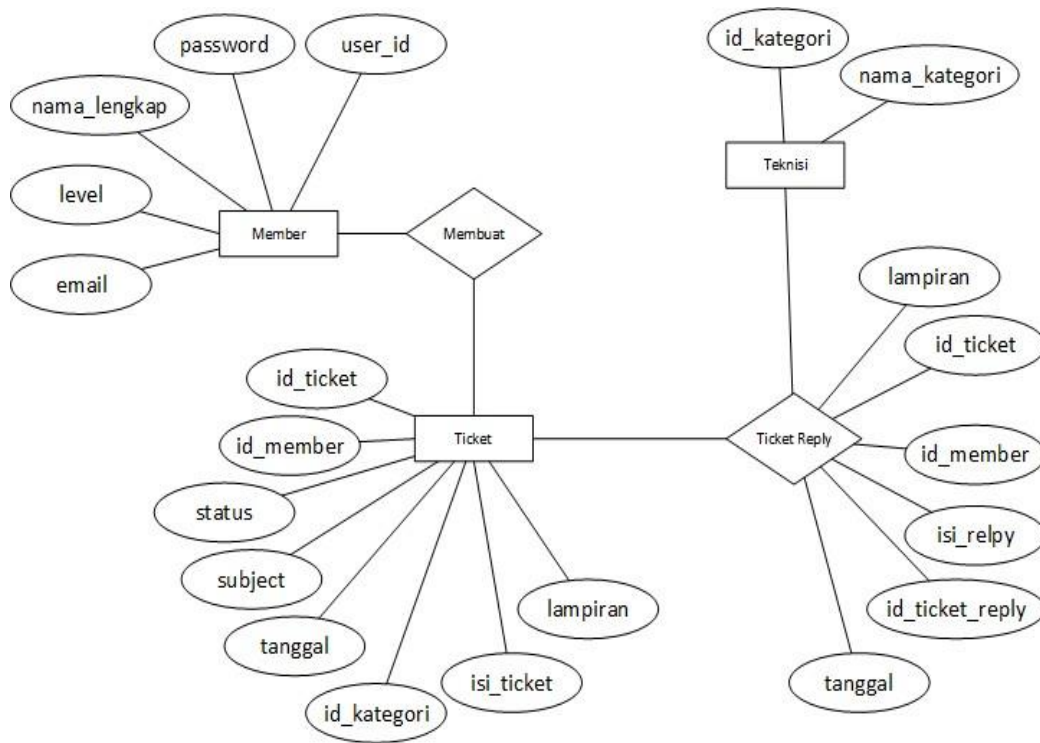 password
user_id
nama_lengkap
level
email
Member
Membuat
id_kategori
nama_kategori
Teknisi
lampiran
id_ticket
id_member
isi_relpy
id_ticket_reply
tanggal
Ticket Reply
Ticket
id_ticket
id_member
status
subject
tanggal
id_kategori
isi_ticket
lampiran